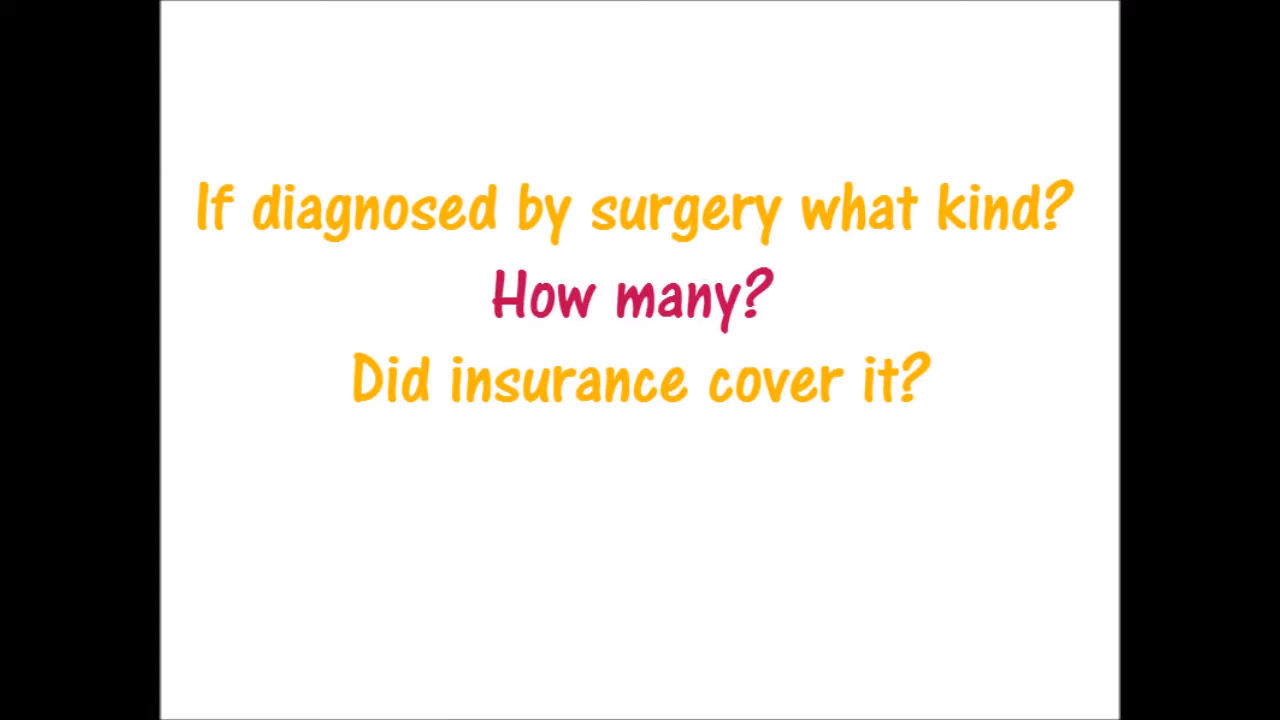 If diagnosed by surgery what kind?
How many?
Did insurance cover it?